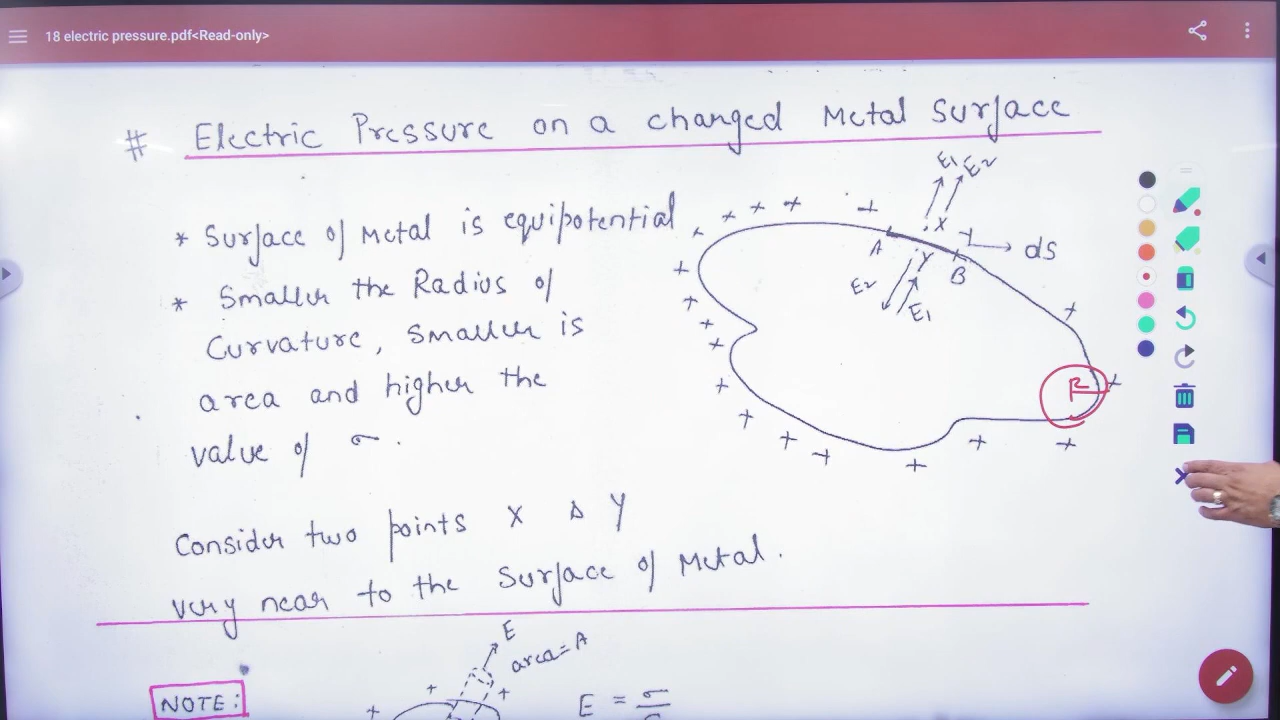 18 electric pressure.pdf<Read-only>
# Electric Pressure on a changed Metal Surface
* Surface of Metal is equipotential
* Smaller the Radius of
Curvature, Smaller is
area and higher the
value of σ.
E1 E2
X
A
Y
B
dS
E2
E1
R
Consider two points X & Y
very near to the Surface of Metal.
NOTE:
E
area=A
E = σ